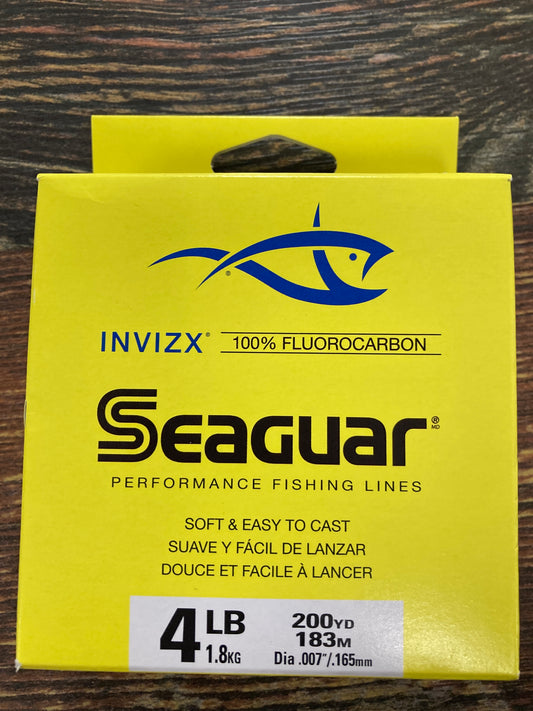 INVIZX® 100% FLUOROCARBON
SEAGUAR®
MD
PERFORMANCE FISHING LINES
SOFT & EASY TO CAST
SUAVE Y FÁCIL DE LANZAR
DOUCE ET FACILE À LANCER
4 LB 200YD
1.8KG 183M
Dia .007"/.165mm